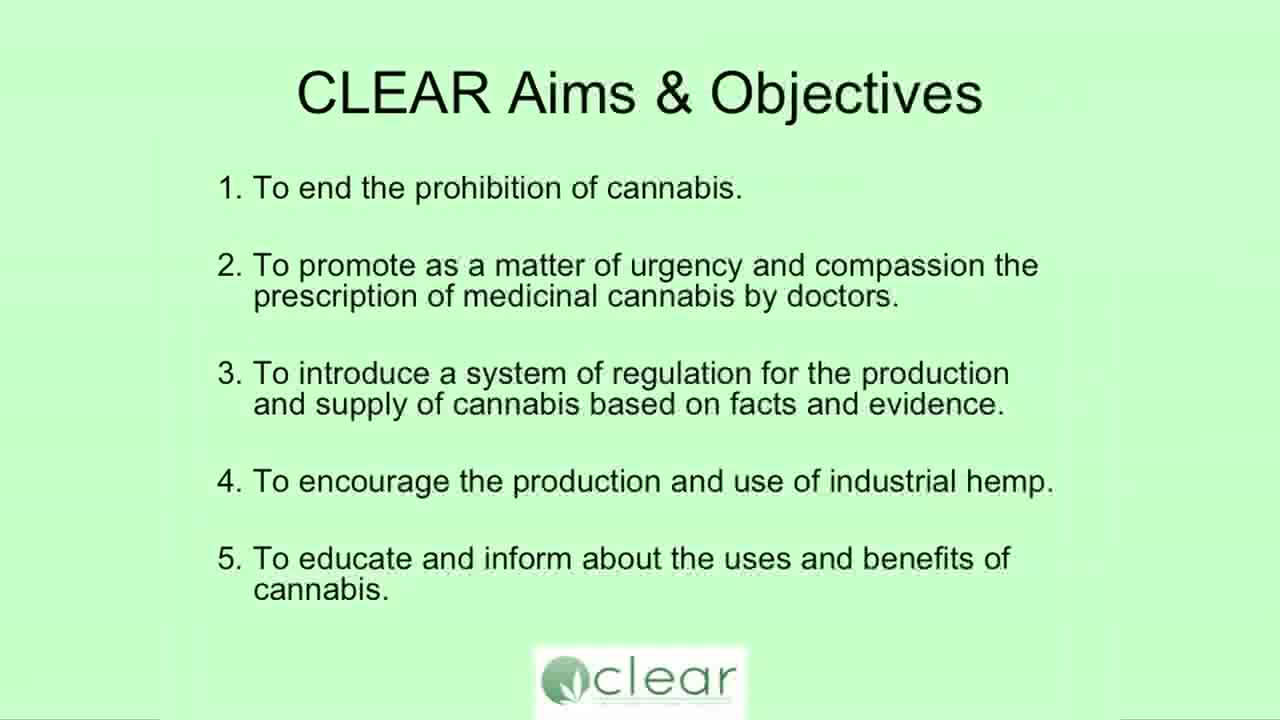 CLEAR Aims & Objectives
1. To end the prohibition of cannabis.
2. To promote as a matter of urgency and compassion the
prescription of medicinal cannabis by doctors.
3. To introduce a system of regulation for the production
and supply of cannabis based on facts and evidence.
4. To encourage the production and use of industrial hemp.
5. To educate and inform about the uses and benefits of
cannabis.
clear